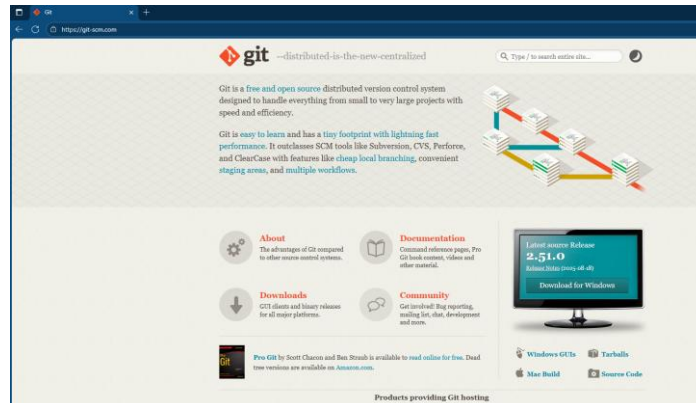 Git
https://git-scm.com
git --distributed-is-the-new-centralized
Type / to search entire site...
Git is a free and open source distributed version control system
designed to handle everything from small to very large projects with
speed and efficiency.
Git is easy to learn and has a tiny footprint with lightning fast
performance. It outclasses SCM tools like Subversion, CVS, Perforce,
and ClearCase with features like cheap local branching, convenient
staging areas, and multiple workflows.
About
The advantages of Git compared
to other source control systems.
Documentation
Command reference pages, Pro
Git book content, videos and
other material.
Downloads
GUI clients and binary releases
for all major platforms.
Community
Get involved! Bug reporting,
mailing list, chat, development
and more.
Latest source Release
2.51.0
Release Notes (2025-08-18)
Download for Windows
Pro Git by Scott Chacon and Ben Straub is available to read online for free. Dead
tree versions are available on Amazon.com.
Windows GUIs
Tarballs
Mac Build
Source Code
Products providing Git hosting